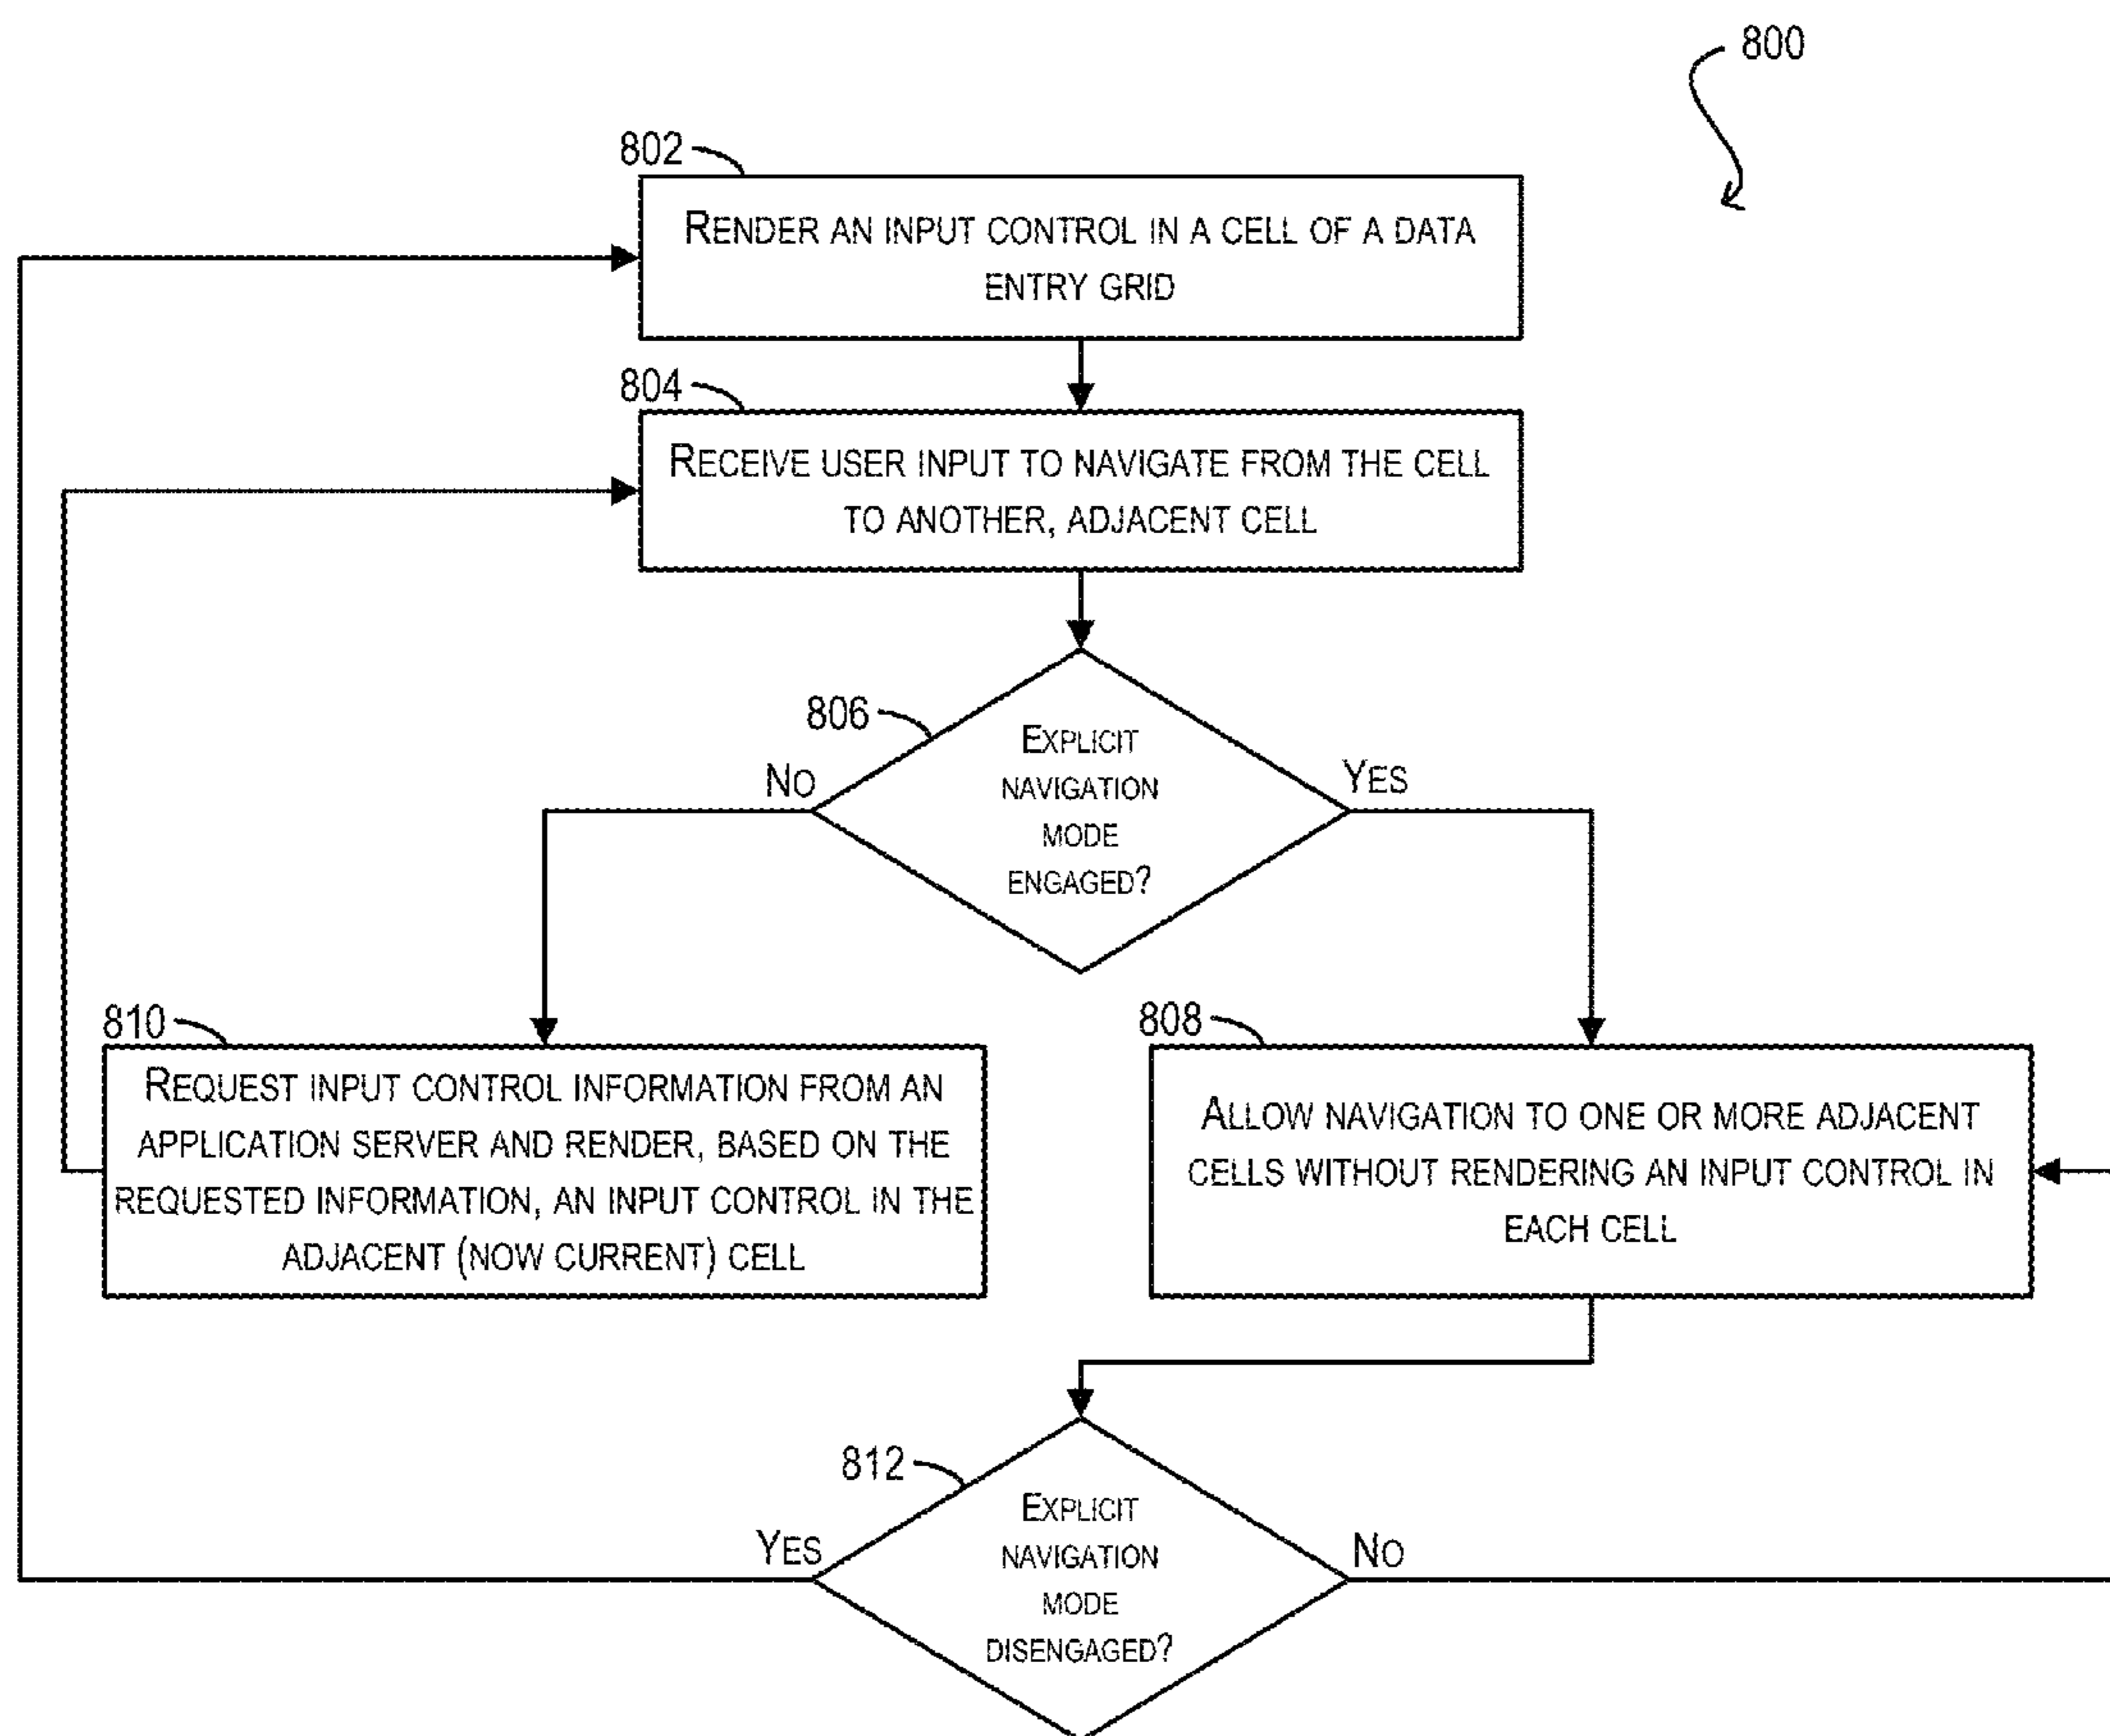 800
802
RENDER AN INPUT CONTROL IN A CELL OF A DATA
ENTRY GRID
804
RECEIVE USER INPUT TO NAVIGATE FROM THE CELL
TO ANOTHER, ADJACENT CELL
806
EXPLICIT
NAVIGATION
MODE
ENGAGED?
NO
YES
810
REQUEST INPUT CONTROL INFORMATION FROM AN
APPLICATION SERVER AND RENDER, BASED ON THE
REQUESTED INFORMATION, AN INPUT CONTROL IN THE
ADJACENT (NOW CURRENT) CELL
808
ALLOW NAVIGATION TO ONE OR MORE ADJACENT
CELLS WITHOUT RENDERING AN INPUT CONTROL IN
EACH CELL
812
EXPLICIT
NAVIGATION
MODE
DISENGAGED?
YES
NO